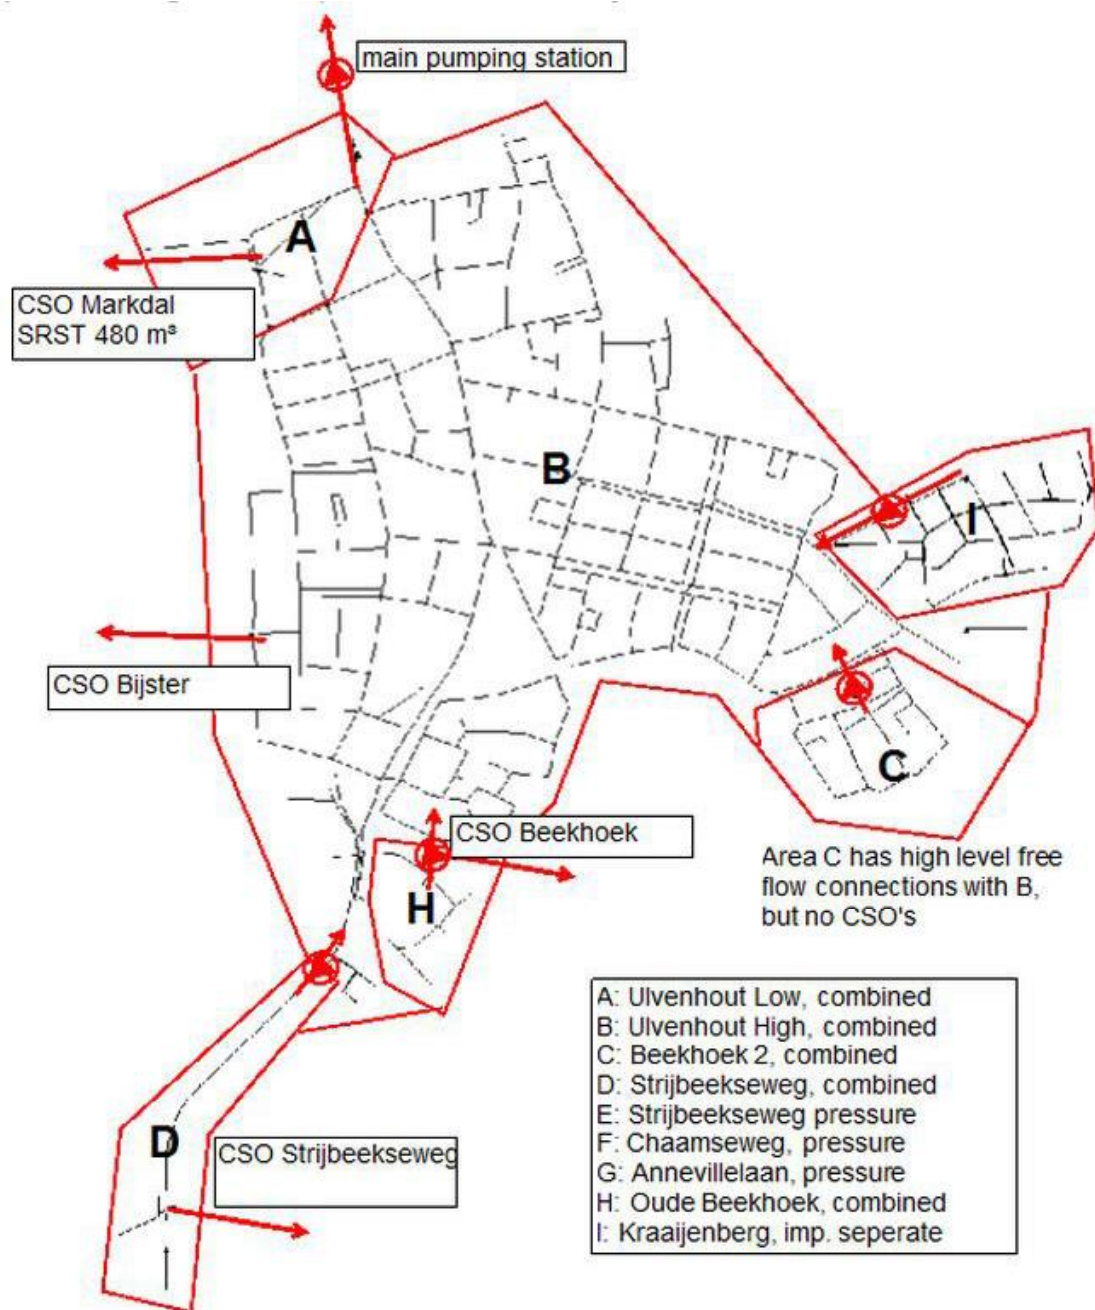 main pumping station
A
CSO Markdal
SRST 480 m³
B
I
CSO Bijster
C
CSO Beekhoek
Area C has high level free
flow connections with B,
but no CSO's
H
A: Ulvenhout Low, combined
B: Ulvenhout High, combined
C: Beekhoek 2, combined
D: Strijbeekseweg, combined
E: Strijbeekseweg pressure
F: Chaamseweg, pressure
G: Annevillelaan, pressure
H: Oude Beekhoek, combined
I: Kraaijenberg, imp. seperate
D
CSO Strijbeekseweg